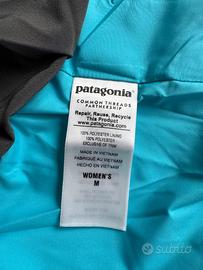 patagonia®
COMMON THREADS
PARTNERSHIP
Repair, Reuse, Recycle
This Product
www.patagonia.com
100% POLYESTER LINING
100% POLYESTER
EXCLUSIVE OF TRIM
MADE IN VIETNAM
FABRIQUÉ AU VIETNAM
HECHO EN VIETNAM
WOMEN'S
M
subito